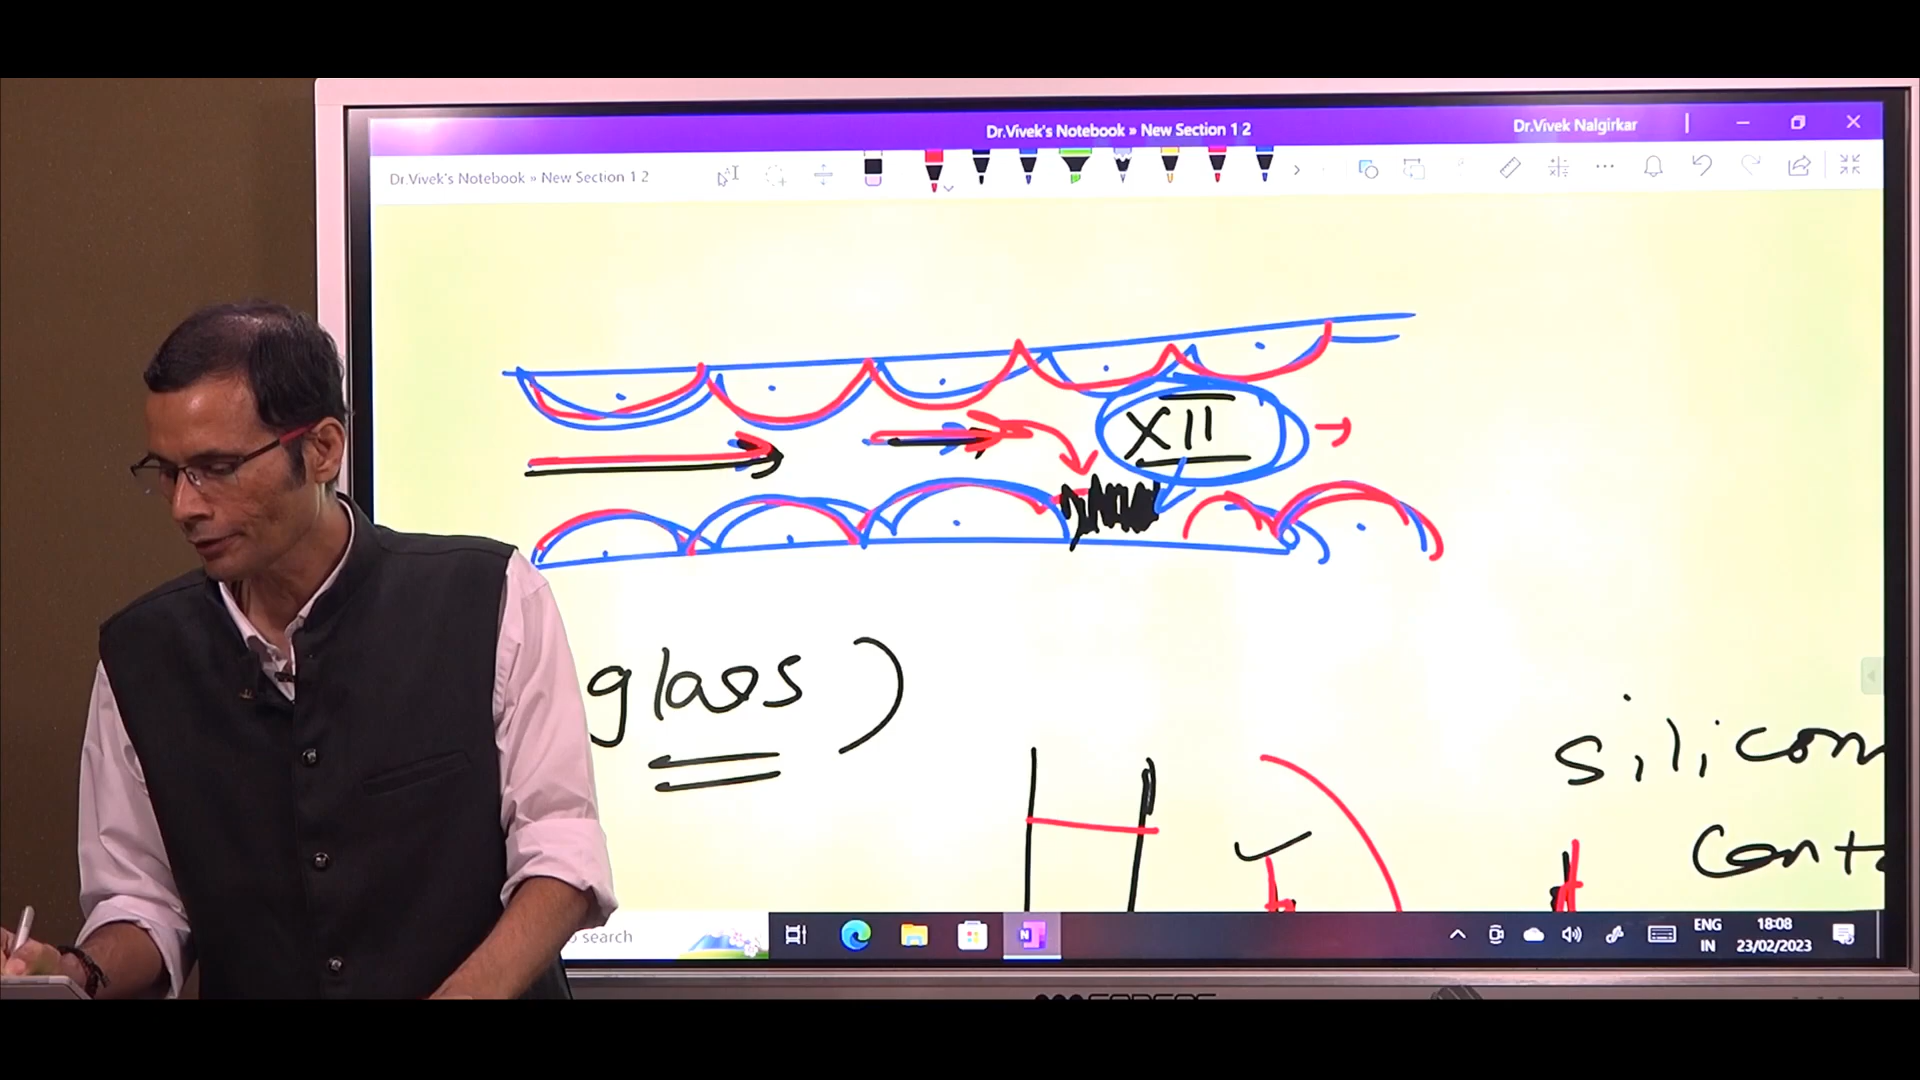 Dr.Vivek's Notebook » New Section 1 2
Dr.Vivek Nalgirkar
Dr.Vivek's Notebook » New Section 1 2
XII
glass)
silicon
search
ENG
IN
18:08
23/02/2023